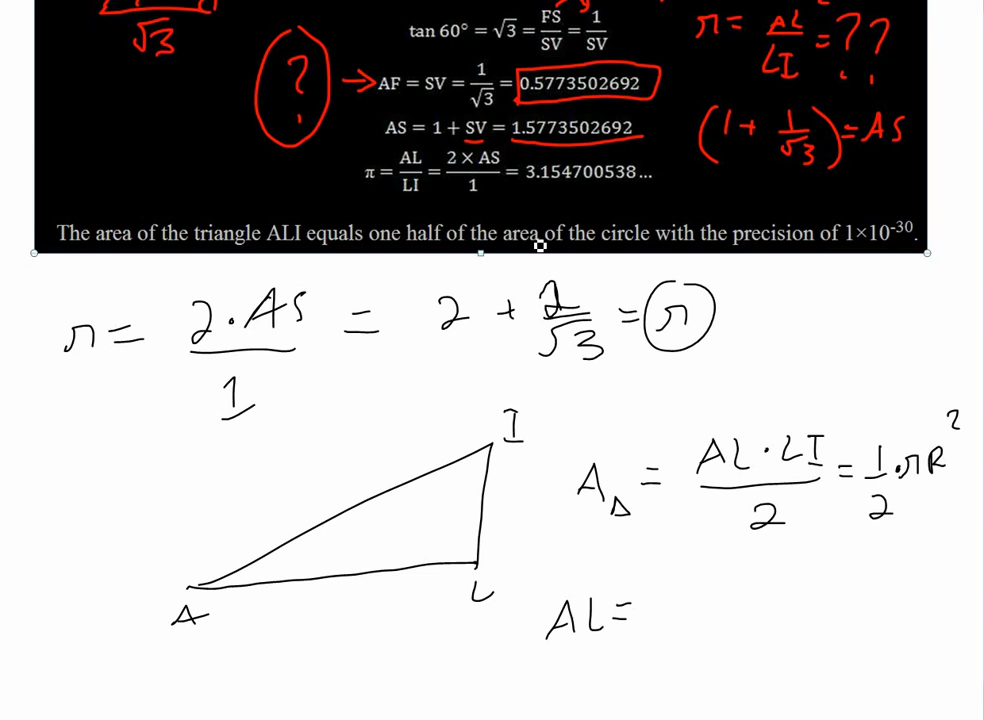 √3
tan 60° = √3 = FS/SV = 1/SV
π = AL/LI = ??
?
AF = SV = 1/√3 = 0.5773502692
AS = 1 + SV = 1.5773502692
(1 + 1/√3) = AS
π = AL/LI = 2 × AS/1 = 3.154700538...
The area of the triangle ALI equals one half of the area of the circle with the precision of 1×10⁻³⁰.
π = 2·AS/1 = 2 + 2/√3 = π
I
A△ = AL·LI/2 = 1/2·πR²
A
L
AL =